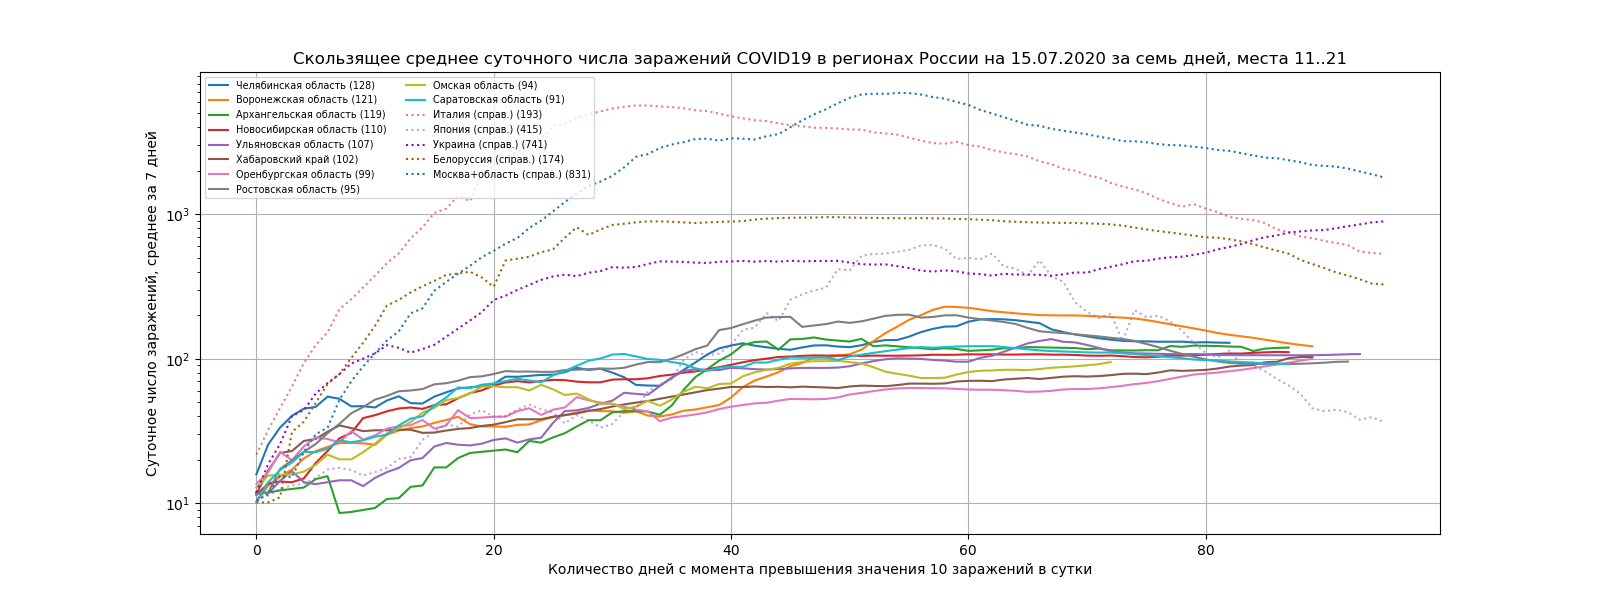 Скользящее среднее суточного числа заражений COVID19 в регионах России на 15.07.2020 за семь дней, места 11..21
Суточное число заражений, среднее за 7 дней
Челябинская область (128)
Воронежская область (121)
Архангельская область (119)
Новосибирская область (110)
Ульяновская область (107)
Хабаровский край (102)
Оренбургская область (99)
Ростовская область (95)
Омская область (94)
Саратовская область (91)
Италия (справ.) (193)
Япония (справ.) (415)
Украина (справ.) (741)
Белоруссия (справ.) (174)
Москва+область (справ.) (831)
10³
10²
10¹
0 20 40 60 80
Количество дней с момента превышения значения 10 заражений в сутки